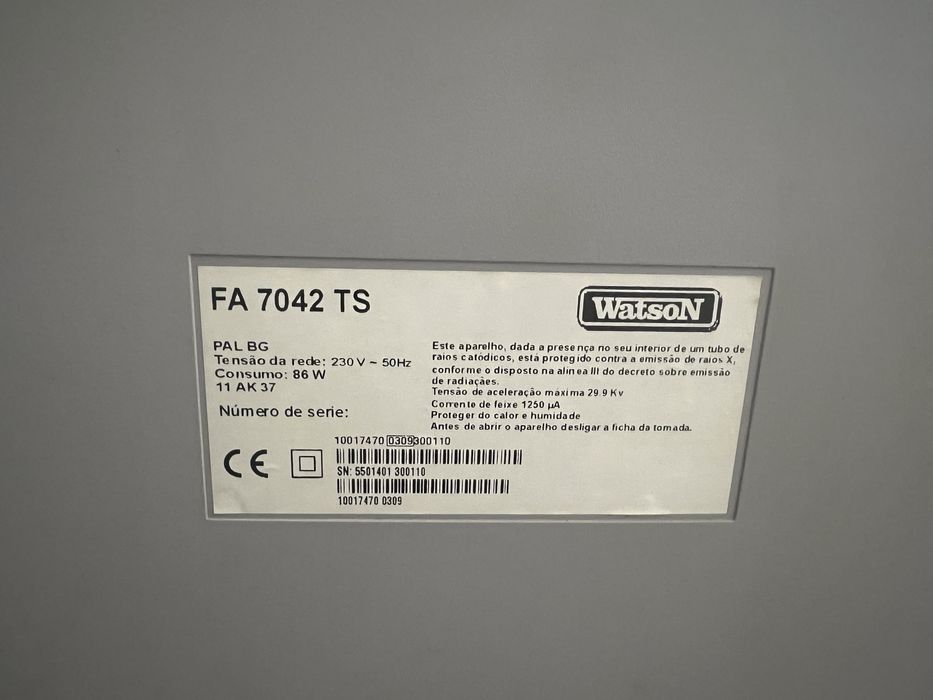 FA 7042 TS
WatsoN
PAL BG
Tensão da rede: 230 V ~ 50Hz
Consumo: 86 W
11 AK 37
Número de serie:
Este aparelho, dada a presença no seu interior de um tubo de
raios catódicos, está protegido contra a emissão de raios X,
conforme o disposto na alinea III do decreto sobre emissão
de radiações.
Tensão de aceleração máxima 29.9 Kv
Corrente de feixe 1250 µA
Proteger do calor e humidade
Antes de abrir o aparelho desligar a ficha da tomada.
10017470 0309 300110
CE
SN: 5501401 300110
10017470 0309